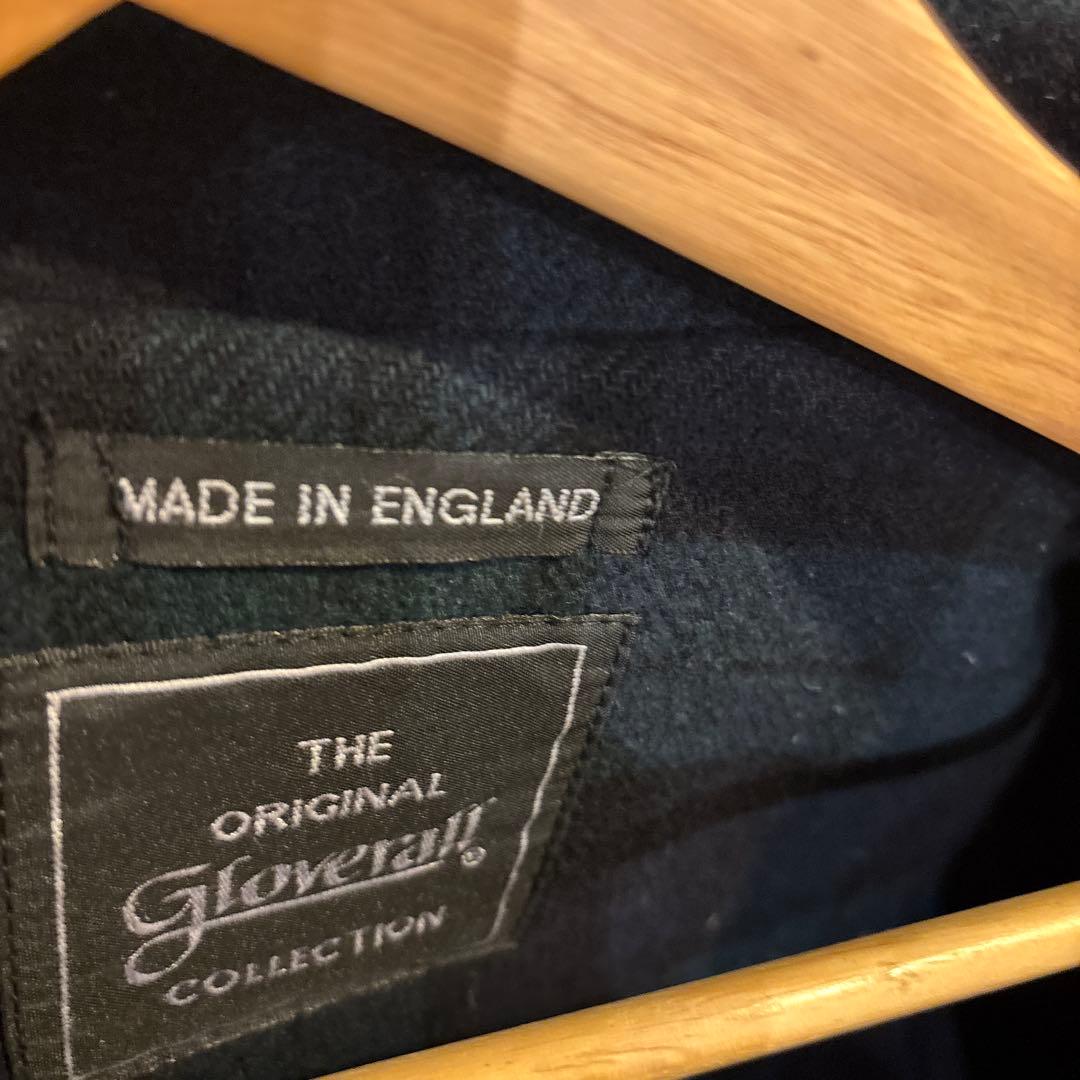 MADE IN ENGLAND
THE
ORIGINAL
Gloverall®
COLLECTION